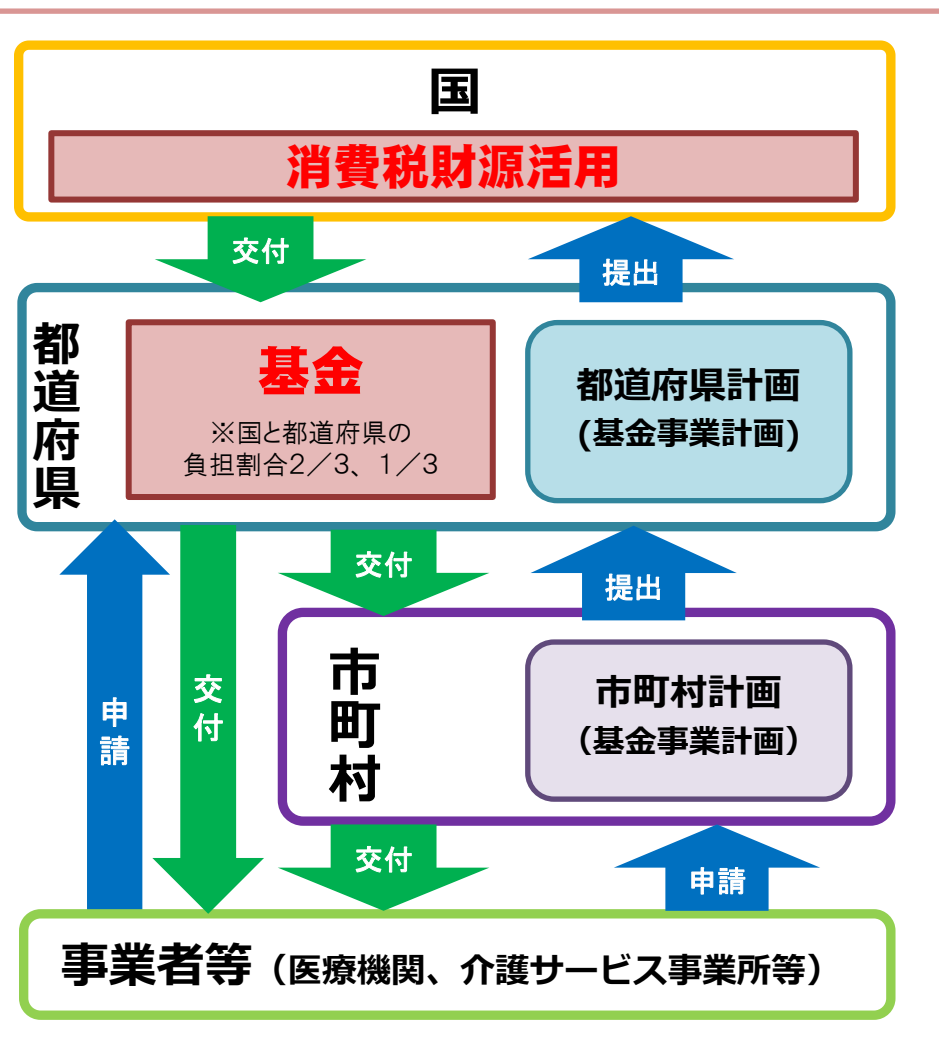 国
消費税財源活用
交付
提出
都道府県
基金
※国と都道府県の
負担割合2／3、1／3
都道府県計画
(基金事業計画)
交付
提出
申請
交付
市町村
市町村計画
（基金事業計画）
交付
申請
事業者等（医療機関、介護サービス事業所等）